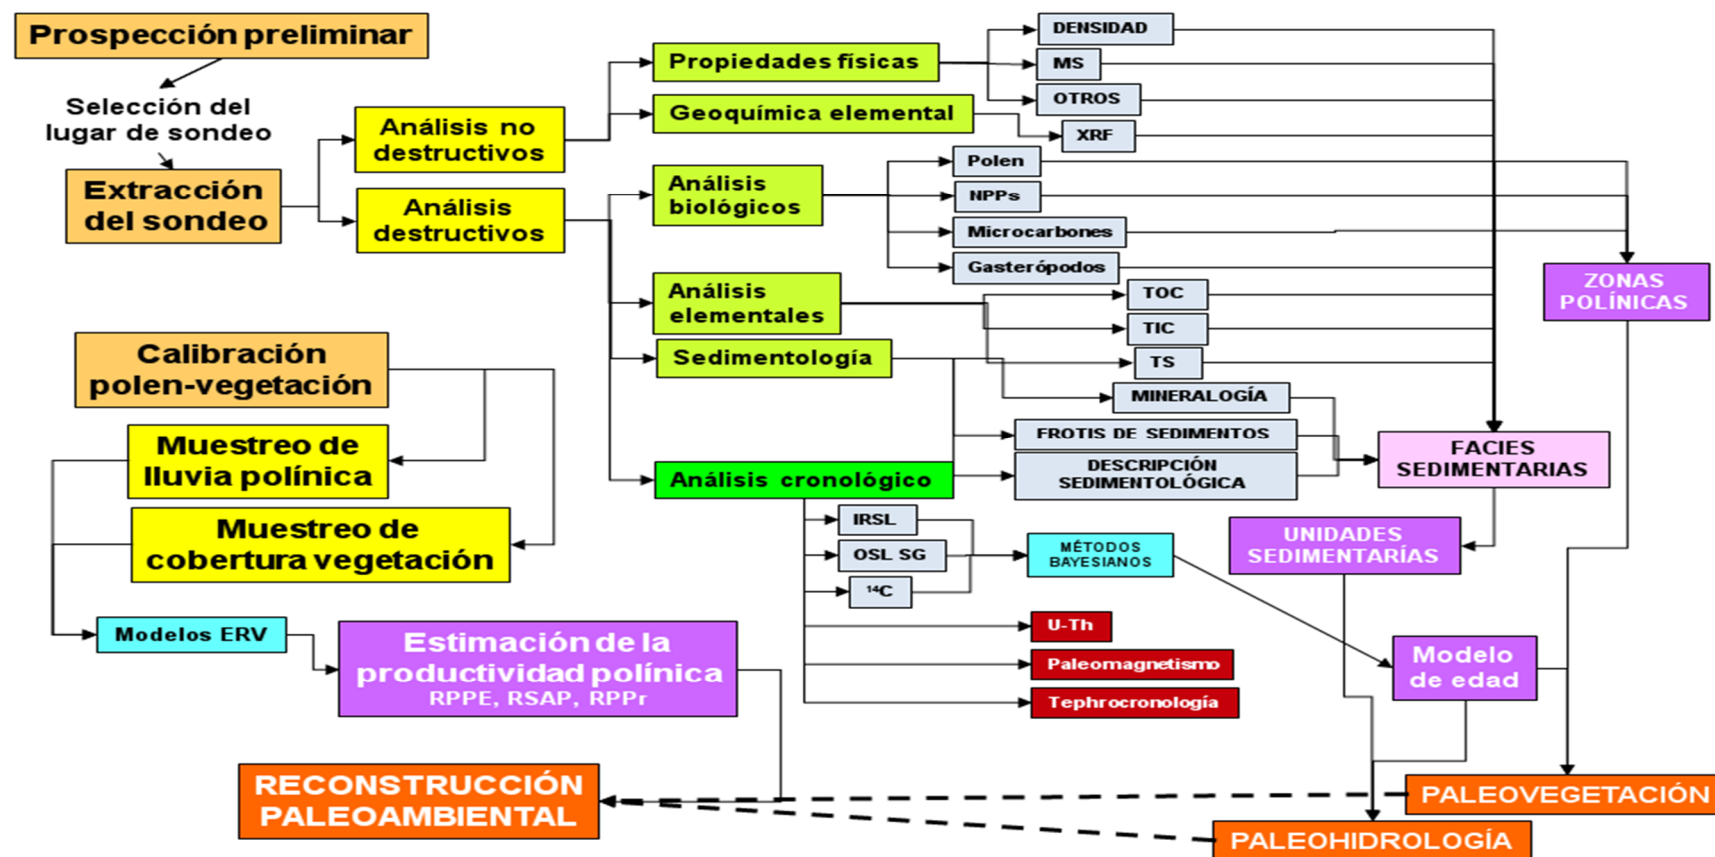 Prospección preliminar
Selección del
lugar de sondeo
Extracción
del sondeo
Análisis no
destructivos
Análisis
destructivos
Propiedades físicas
Geoquímica elemental
Análisis
biológicos
Análisis
elementales
Sedimentología
Análisis cronológico
DENSIDAD
MS
OTROS
XRF
Polen
NPPs
Microcarbones
Gasterópodos
TOC
TIC
TS
MINERALOGÍA
FROTIS DE SEDIMENTOS
DESCRIPCIÓN
SEDIMENTOLÓGICA
ZONAS
POLÍNICAS
FACIES
SEDIMENTARIAS
UNIDADES
SEDIMENTARÍAS
IRSL
OSL SG
¹⁴C
MÉTODOS
BAYESIANOS
U-Th
Paleomagnetismo
Tephrocronología
Modelo
de edad
Calibración
polen-vegetación
Muestreo de
lluvia polínica
Muestreo de
cobertura vegetación
Modelos ERV
Estimación de la
productividad polínica
RPPE, RSAP, RPPr
RECONSTRUCCIÓN
PALEOAMBIENTAL
PALEOVEGETACIÓN
PALEOHIDROLOGÍA